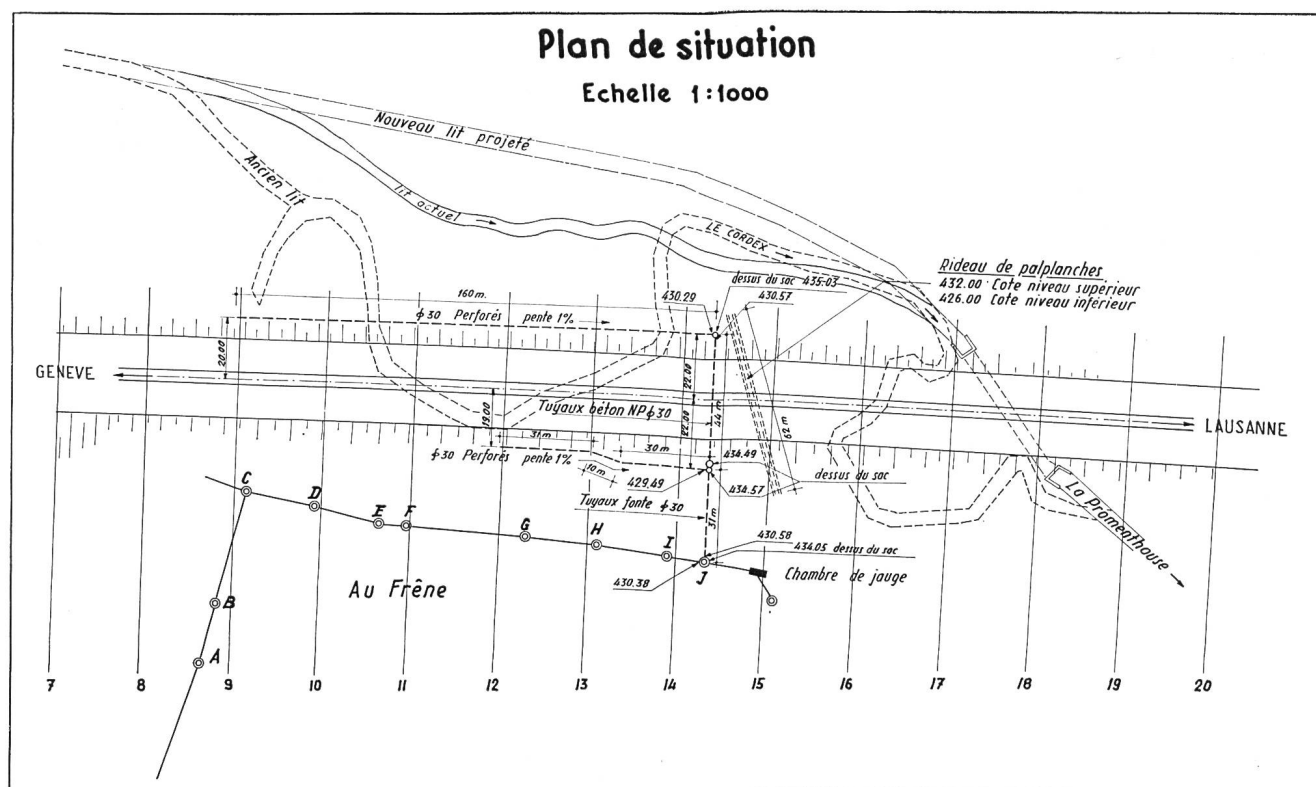 Plan de situation
Echelle 1:1000
Nouveau lit projeté
Ancien lit
lit actuel
LE CORDEX
Rideau de palplanches
432.00 Cote niveau supérieur
426.00 Cote niveau inférieur
dessus du sac 435.03
160 m.
430.29
430.57
ϕ 30 Perforés pente 1%
20.00
22.00
GENEVE
44 m
19.00
Tuyaux béton NP ϕ 30
22.00
62 m
LAUSANNE
31 m
30 m
434.49
ϕ 30 Perforés pente 1%
10 m
429.49
434.57
dessus du sac
Tuyaux fonte ϕ 30
31 m
La Promenthouse
C
D
E
F
G
H
I
J
430.58
434.05 dessus du sac
Chambre de jauge
430.38
Au Frêne
B
A
7 8 9 10 11 12 13 14 15 16 17 18 19 20